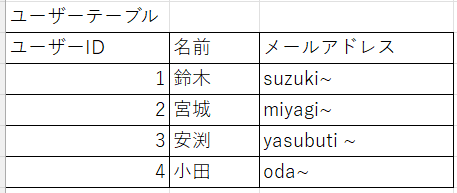 ユーザーテーブル
ユーザーID 名前 メールアドレス
1 鈴木 suzuki~
2 宮城 miyagi~
3 安渕 yasubuti ~
4 小田 oda~